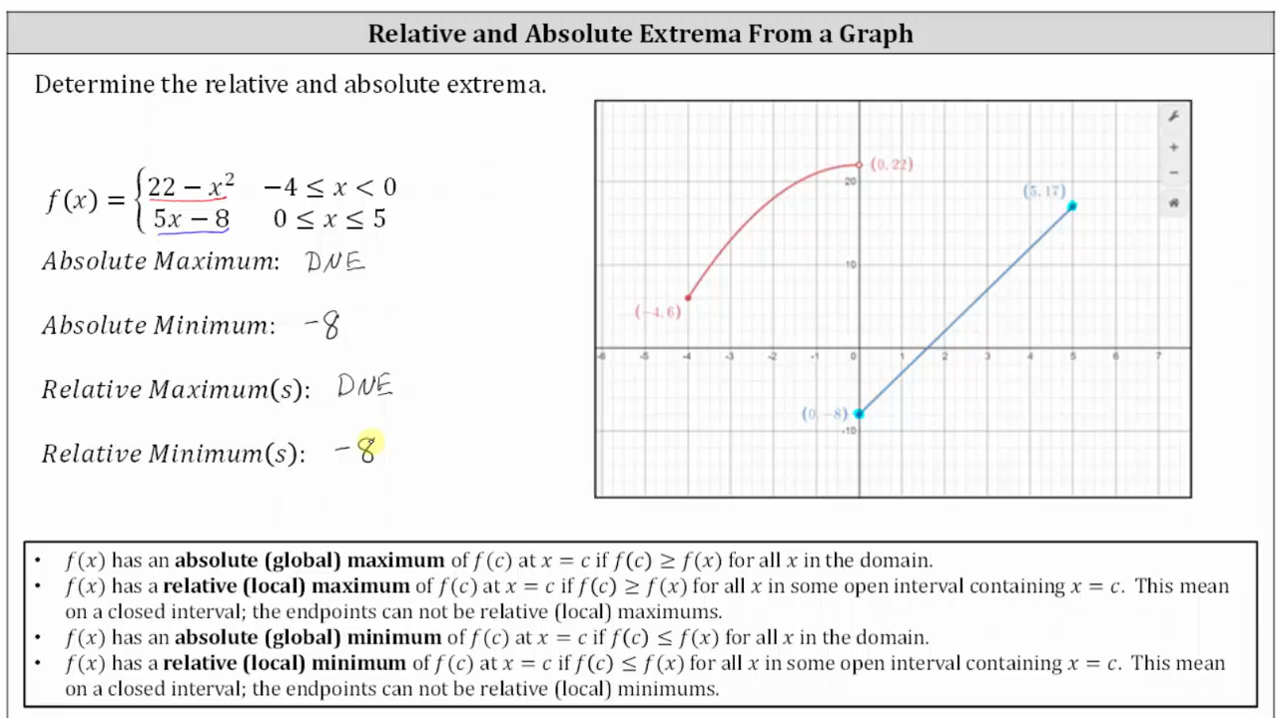 Relative and Absolute Extrema From a Graph
Determine the relative and absolute extrema.
f(x) = { 22 − x² −4 ≤ x < 0
5x − 8 0 ≤ x ≤ 5
Absolute Maximum: DNE
Absolute Minimum: −8
Relative Maximum(s): DNE
Relative Minimum(s): −8
(0, 22)
20
(5, 17)
10
(−4, 6)
-6 -5 -4 -3 -2 -1 0 1 2 3 4 5 6 7
(0, −8)
-10
• f(x) has an absolute (global) maximum of f(c) at x = c if f(c) ≥ f(x) for all x in the domain.
• f(x) has a relative (local) maximum of f(c) at x = c if f(c) ≥ f(x) for all x in some open interval containing x = c. This mean
on a closed interval; the endpoints can not be relative (local) maximums.
• f(x) has an absolute (global) minimum of f(c) at x = c if f(c) ≤ f(x) for all x in the domain.
• f(x) has a relative (local) minimum of f(c) at x = c if f(c) ≤ f(x) for all x in some open interval containing x = c. This mean
on a closed interval; the endpoints can not be relative (local) minimums.